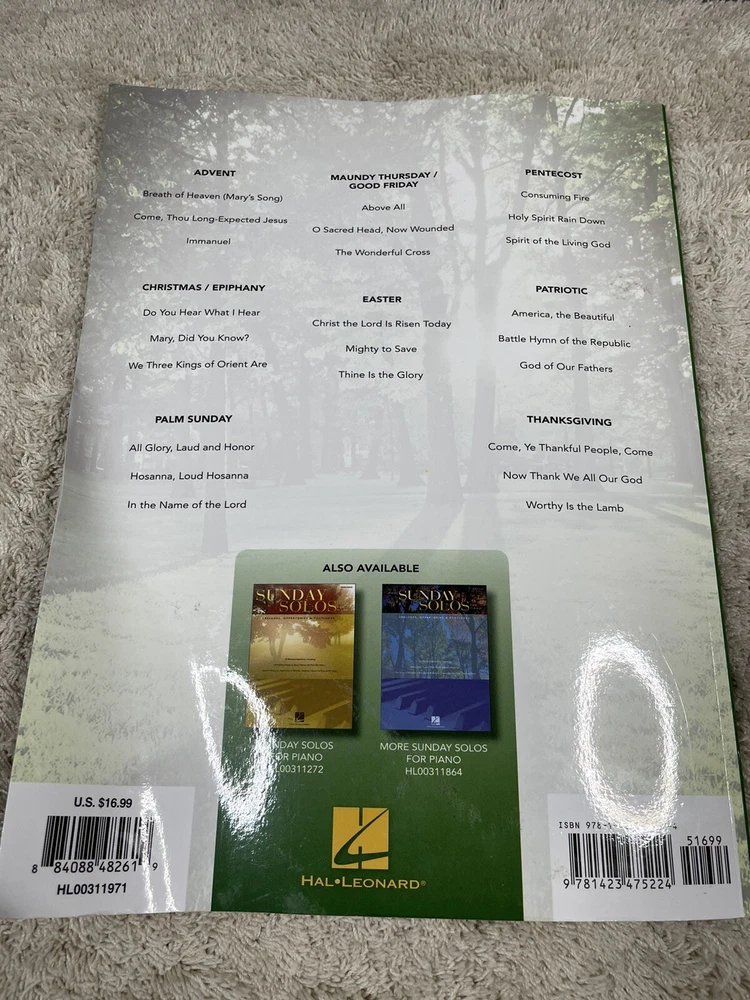 ADVENT
Breath of Heaven (Mary's Song)
Come, Thou Long-Expected Jesus
Immanuel
CHRISTMAS / EPIPHANY
Do You Hear What I Hear
Mary, Did You Know?
We Three Kings of Orient Are
PALM SUNDAY
All Glory, Laud and Honor
Hosanna, Loud Hosanna
In the Name of the Lord
MAUNDY THURSDAY /
GOOD FRIDAY
Above All
O Sacred Head, Now Wounded
The Wonderful Cross
EASTER
Christ the Lord Is Risen Today
Mighty to Save
Thine Is the Glory
PENTECOST
Consuming Fire
Holy Spirit Rain Down
Spirit of the Living God
PATRIOTIC
America, the Beautiful
Battle Hymn of the Republic
God of Our Fathers
THANKSGIVING
Come, Ye Thankful People, Come
Now Thank We All Our God
Worthy Is the Lamb
ALSO AVAILABLE
SUNDAY
SOLOS
SUNDAY
SOLOS
SOLOS
PIANO
00311272
MORE SUNDAY SOLOS
FOR PIANO
HL00311864
HAL•LEONARD®
U.S. $16.99
8 84088 48261 9
HL00311971
ISBN
51699
9 781423 475224